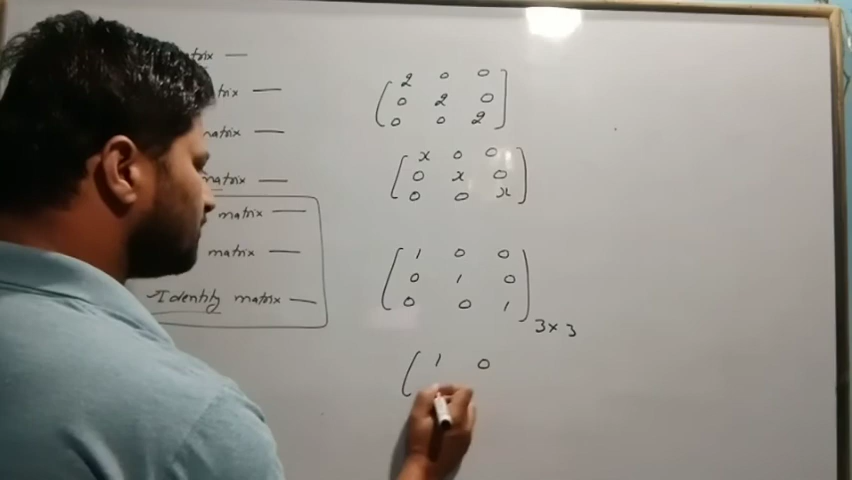 matrix —
matrix —
matrix —
matrix —
matrix —
Identity matrix —
2 0 0
0 2 0
0 0 2
x 0 0
0 x 0
0 0 x
1 0 0
0 1 0
0 0 1
3×3
1 0